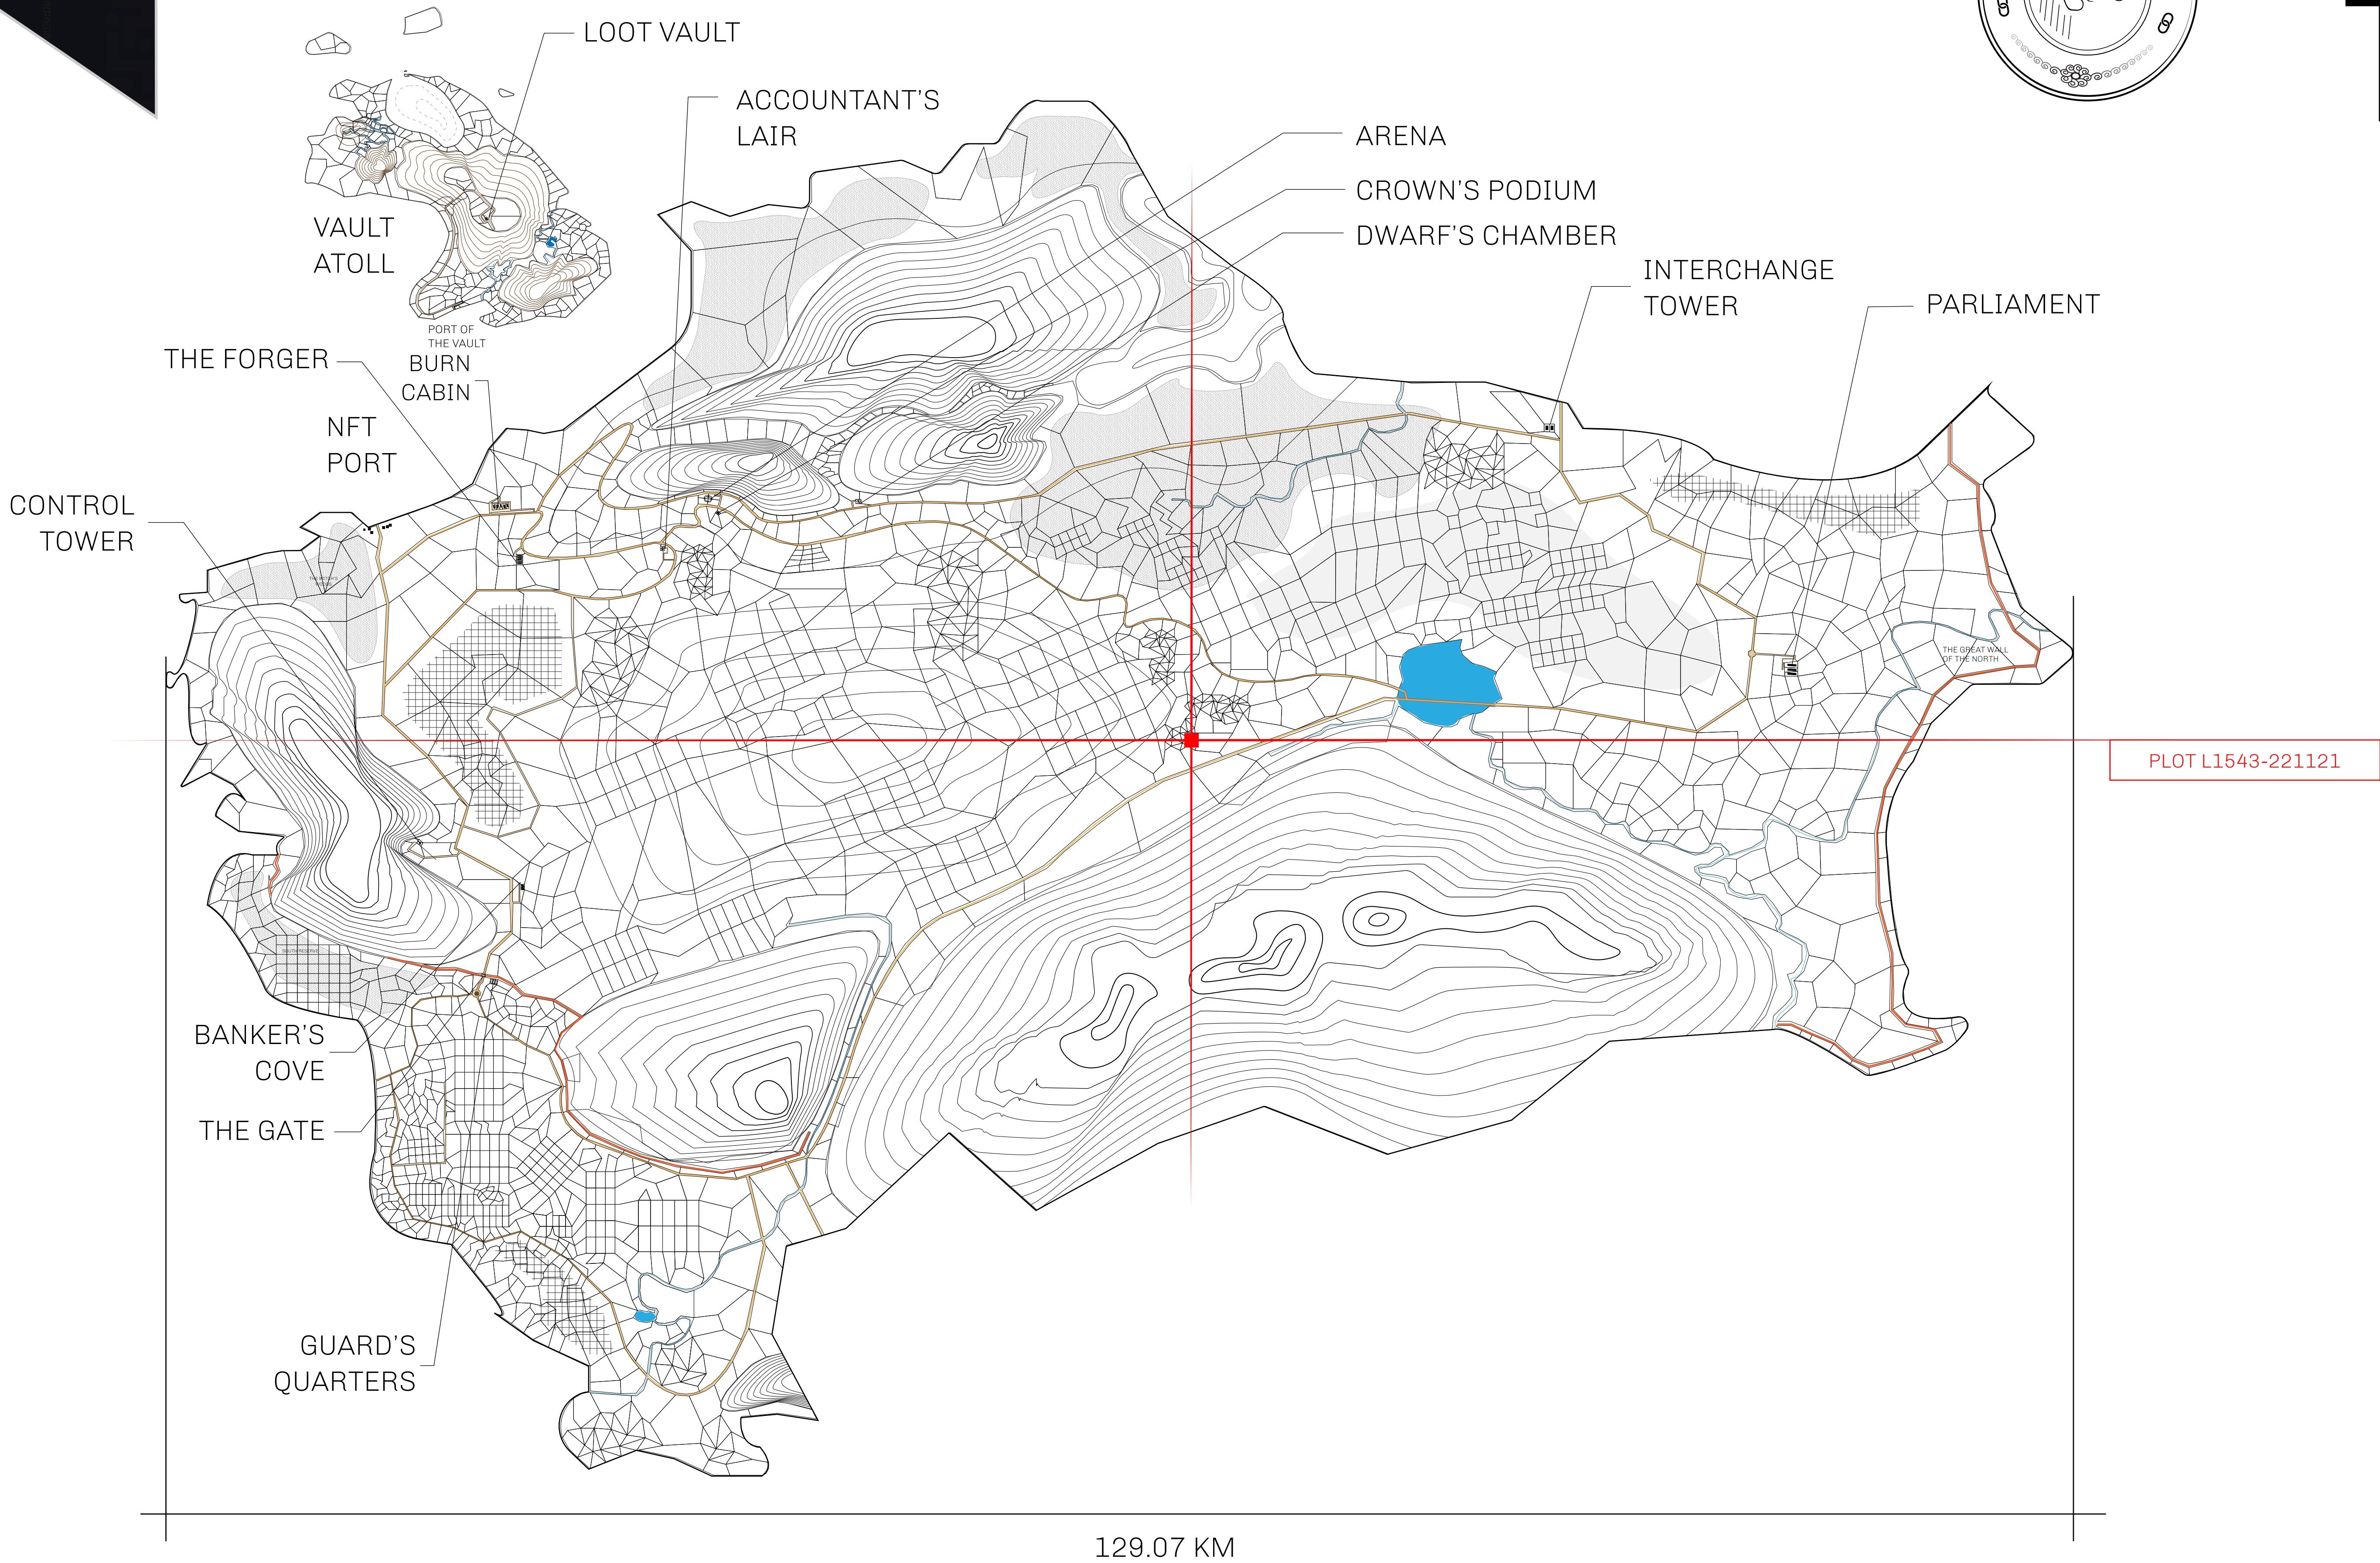 LOOT VAULT
ACCOUNTANT'S
LAIR
ARENA
CROWN'S PODIUM
DWARF'S CHAMBER
VAULT
ATOLL
INTERCHANGE
TOWER
PARLIAMENT
PORT OF
THE VAULT
THE FORGER
BURN
CABIN
NFT
PORT
CONTROL
TOWER
THE GREAT WALL
OF THE NORTH
PLOT L1543-221121
SOUTH RESERVE
BANKER'S
COVE
THE GATE
GUARD'S
QUARTERS
129.07 KM